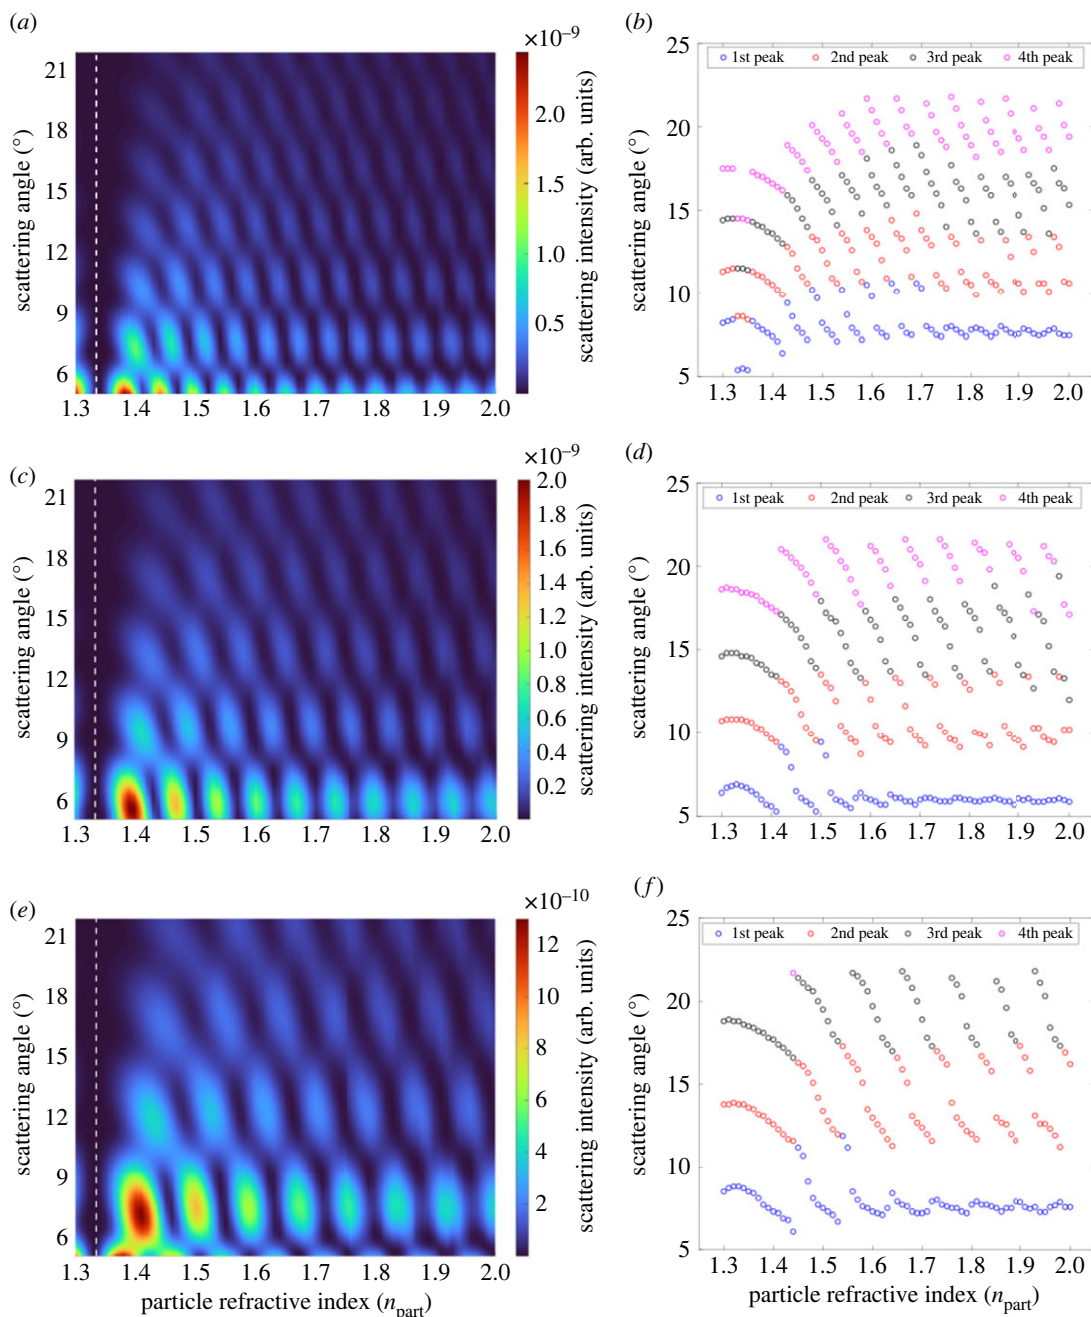 (a)
×10⁻⁹
21
18
15
12
9
6
scattering angle (°)
1.3 1.4 1.5 1.6 1.7 1.8 1.9 2.0
2.0
1.5
1.0
0.5
scattering intensity (arb. units)
(b)
25
20
15
10
5
scattering angle (°)
1st peak 2nd peak 3rd peak 4th peak
1.3 1.4 1.5 1.6 1.7 1.8 1.9 2.0
(c)
×10⁻⁹
21
18
15
12
9
6
scattering angle (°)
1.3 1.4 1.5 1.6 1.7 1.8 1.9 2.0
2.0
1.8
1.6
1.4
1.2
1.0
0.8
0.6
0.4
0.2
scattering intensity (arb. units)
(d)
25
20
15
10
5
scattering angle (°)
1st peak 2nd peak 3rd peak 4th peak
1.3 1.4 1.5 1.6 1.7 1.8 1.9 2.0
(e)
×10⁻¹⁰
21
18
15
12
9
6
scattering angle (°)
1.3 1.4 1.5 1.6 1.7 1.8 1.9 2.0
particle refractive index (n_part)
12
10
8
6
4
2
scattering intensity (arb. units)
(f)
25
20
15
10
5
scattering angle (°)
1st peak 2nd peak 3rd peak 4th peak
1.3 1.4 1.5 1.6 1.7 1.8 1.9 2.0
particle refractive index (n_part)